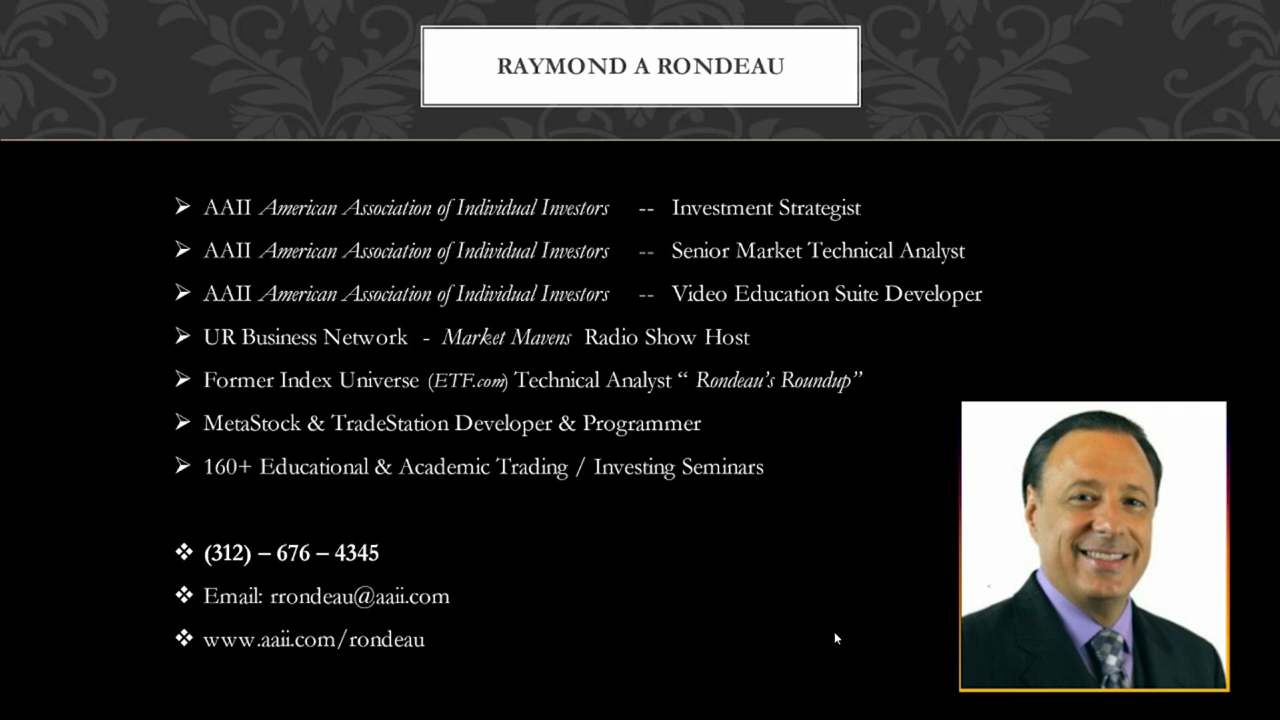 RAYMOND A RONDEAU
AAII American Association of Individual Investors -- Investment Strategist
AAII American Association of Individual Investors -- Senior Market Technical Analyst
AAII American Association of Individual Investors -- Video Education Suite Developer
UR Business Network - Market Mavens Radio Show Host
Former Index Universe (ETF.com) Technical Analyst “ Rondeau’s Roundup”
MetaStock & TradeStation Developer & Programmer
160+ Educational & Academic Trading / Investing Seminars
(312) – 676 – 4345
Email: rrondeau@aaii.com
www.aaii.com/rondeau